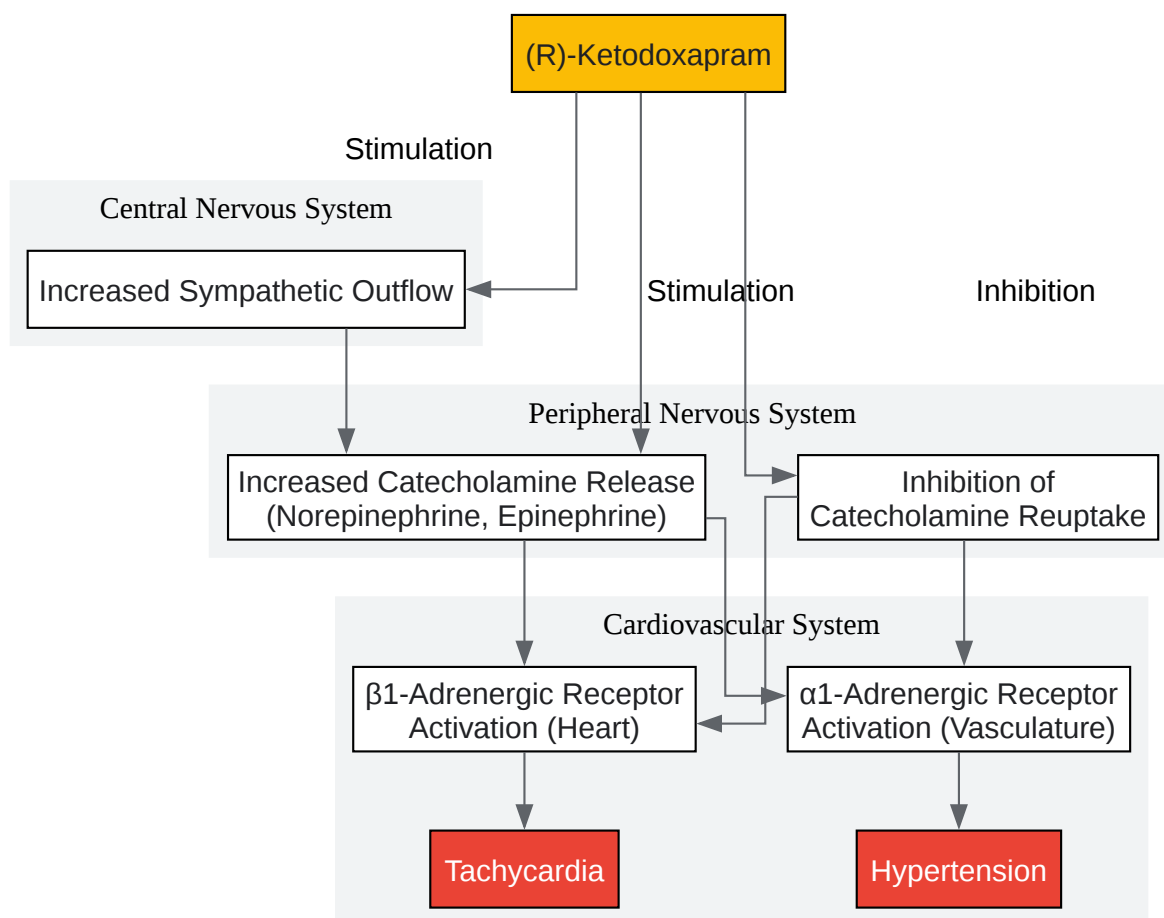 (R)-Ketodoxapram
Stimulation
Central Nervous System
Increased Sympathetic Outflow
Stimulation
Inhibition
Peripheral Nervous System
Increased Catecholamine Release
(Norepinephrine, Epinephrine)
Inhibition of
Catecholamine Reuptake
Cardiovascular System
β1-Adrenergic Receptor
Activation (Heart)
α1-Adrenergic Receptor
Activation (Vasculature)
Tachycardia
Hypertension